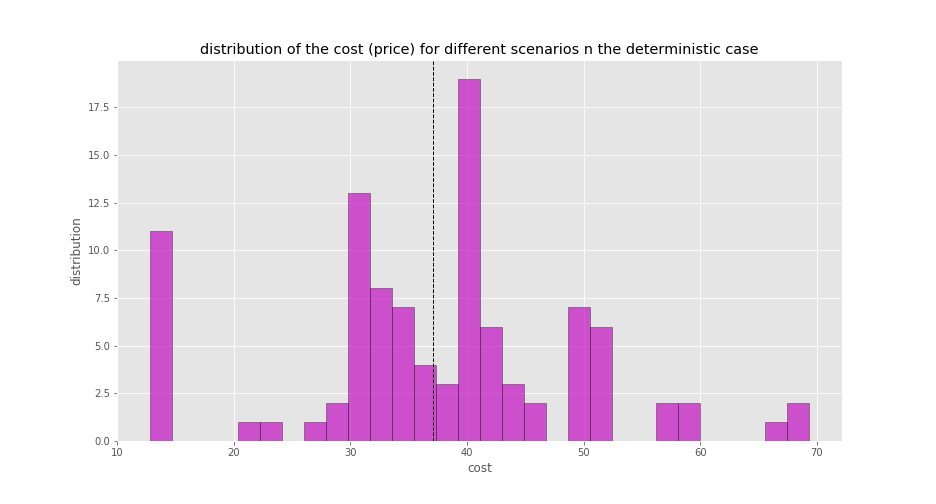 distribution of the cost (price) for different scenarios n the deterministic case
17.5
15.0
12.5
10.0
7.5
5.0
2.5
0.0
distribution
10 20 30 40 50 60 70
cost